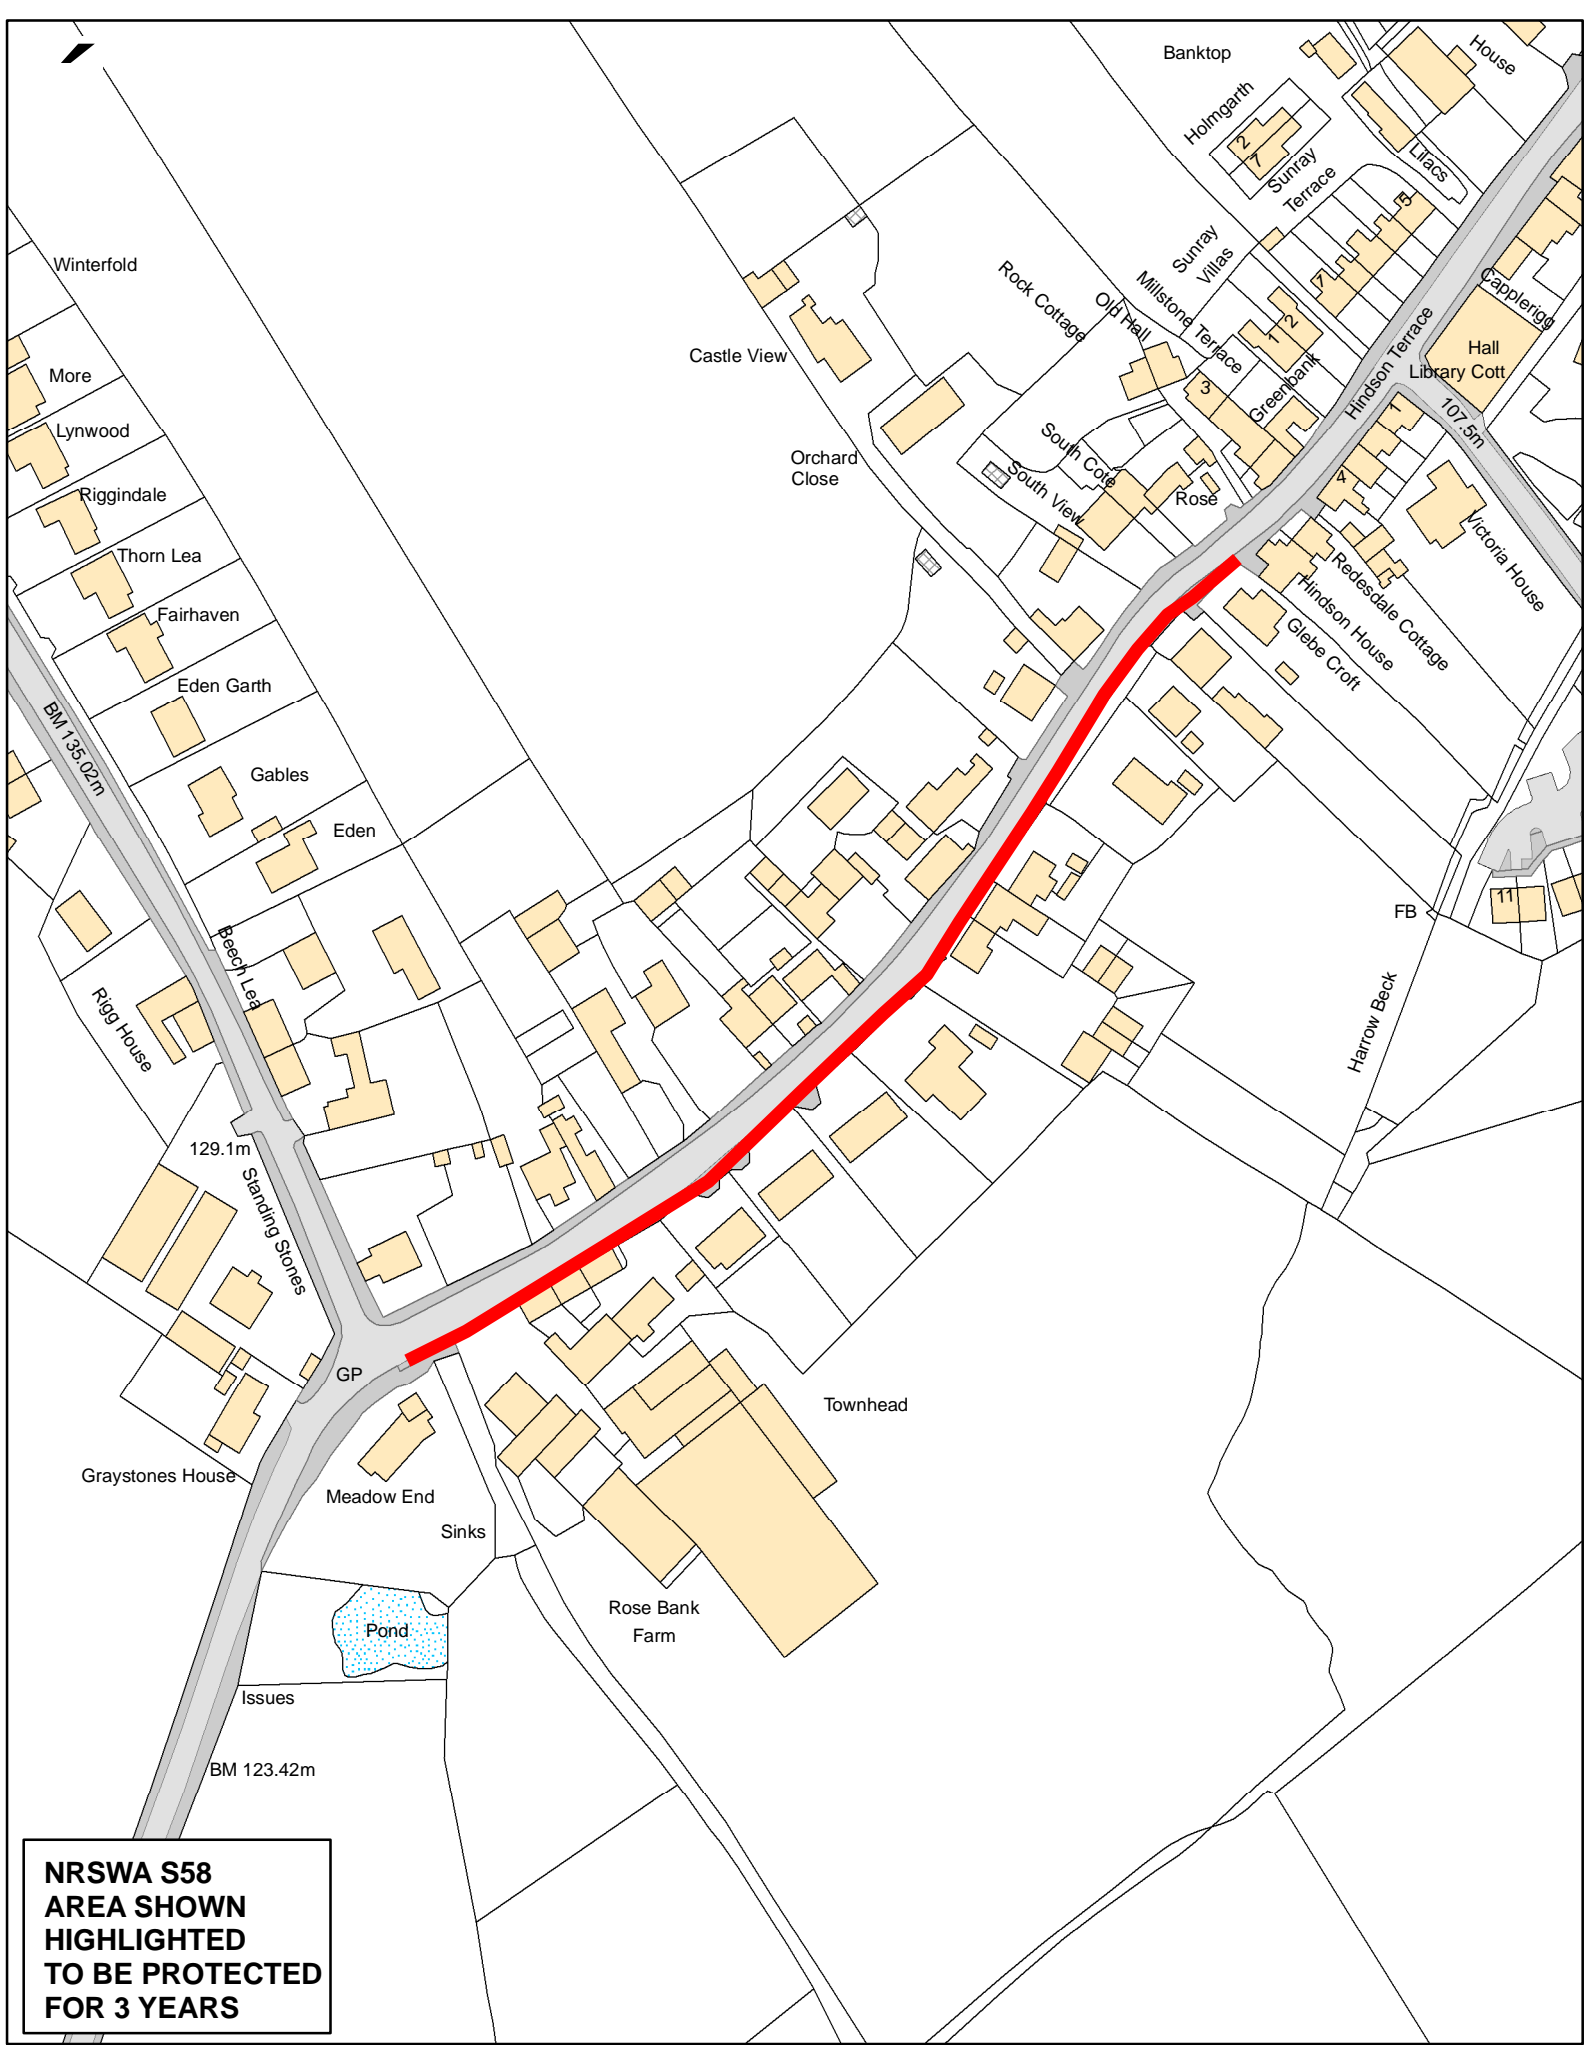 Banktop
House
Holmgarth
2
7
Sunray
Terrace
Lilacs
5
Winterfold
Sunray
Villas
7
Rock Cottage
Old Hall
Millstone Terrace
1 2
Capplerigg
Hindson Terrace
Hall
Library Cott
Castle View
More
3
Greenbank
1
107.5m
Lynwood
Orchard
Close
South Cote
South View
Rose
4
Riggindale
Victoria House
Thorn Lea
Redesdale Cottage
Hindson House
Glebe Croft
Fairhaven
Eden Garth
BM 135.02m
Gables
Eden
11
FB
Beech Lea
Rigg House
Harrow Beck
129.1m
Standing Stones
GP
Townhead
Graystones House
Meadow End
Sinks
Rose Bank
Farm
Pond
Issues
BM 123.42m
NRSWA S58
AREA SHOWN
HIGHLIGHTED
TO BE PROTECTED
FOR 3 YEARS